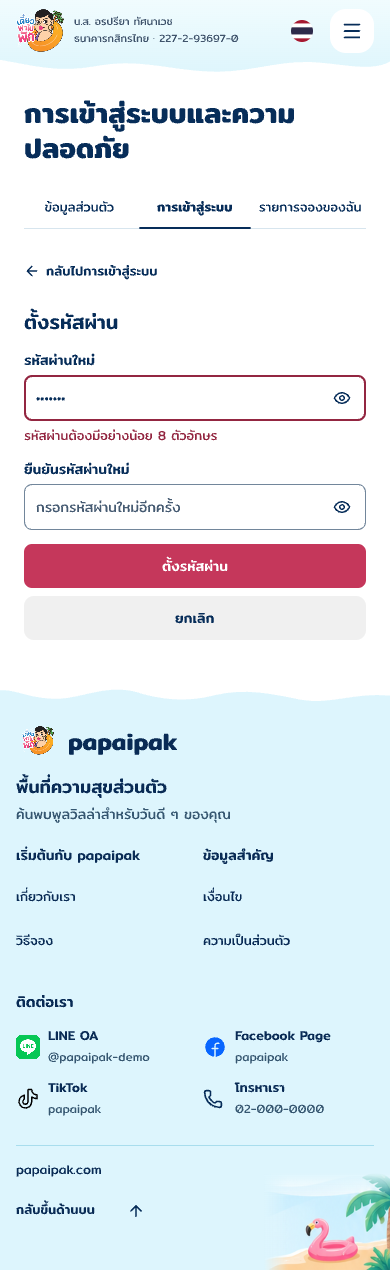 เที่ยวพาพัก
น.ส. อรปรียา ทัศนาเวช
ธนาคารกสิกรไทย · 227-2-93697-0
การเข้าสู่ระบบและความ
ปลอดภัย
ข้อมูลส่วนตัว การเข้าสู่ระบบ รายการจองของฉัน
กลับไปการเข้าสู่ระบบ
ตั้งรหัสผ่าน
รหัสผ่านใหม่
•••••••
รหัสผ่านต้องมีอย่างน้อย 8 ตัวอักษร
ยืนยันรหัสผ่านใหม่
กรอกรหัสผ่านใหม่อีกครั้ง
ตั้งรหัสผ่าน
ยกเลิก
papaipak
พื้นที่ความสุขส่วนตัว
ค้นพบพูลวิลล่าสำหรับวันดี ๆ ของคุณ
เริ่มต้นกับ papaipak ข้อมูลสำคัญ
เกี่ยวกับเรา เงื่อนไข
วิธีจอง ความเป็นส่วนตัว
ติดต่อเรา
LINE OA Facebook Page
@papaipak-demo papaipak
TikTok โทรหาเรา
papaipak 02-000-0000
papaipak.com
กลับขึ้นด้านบน